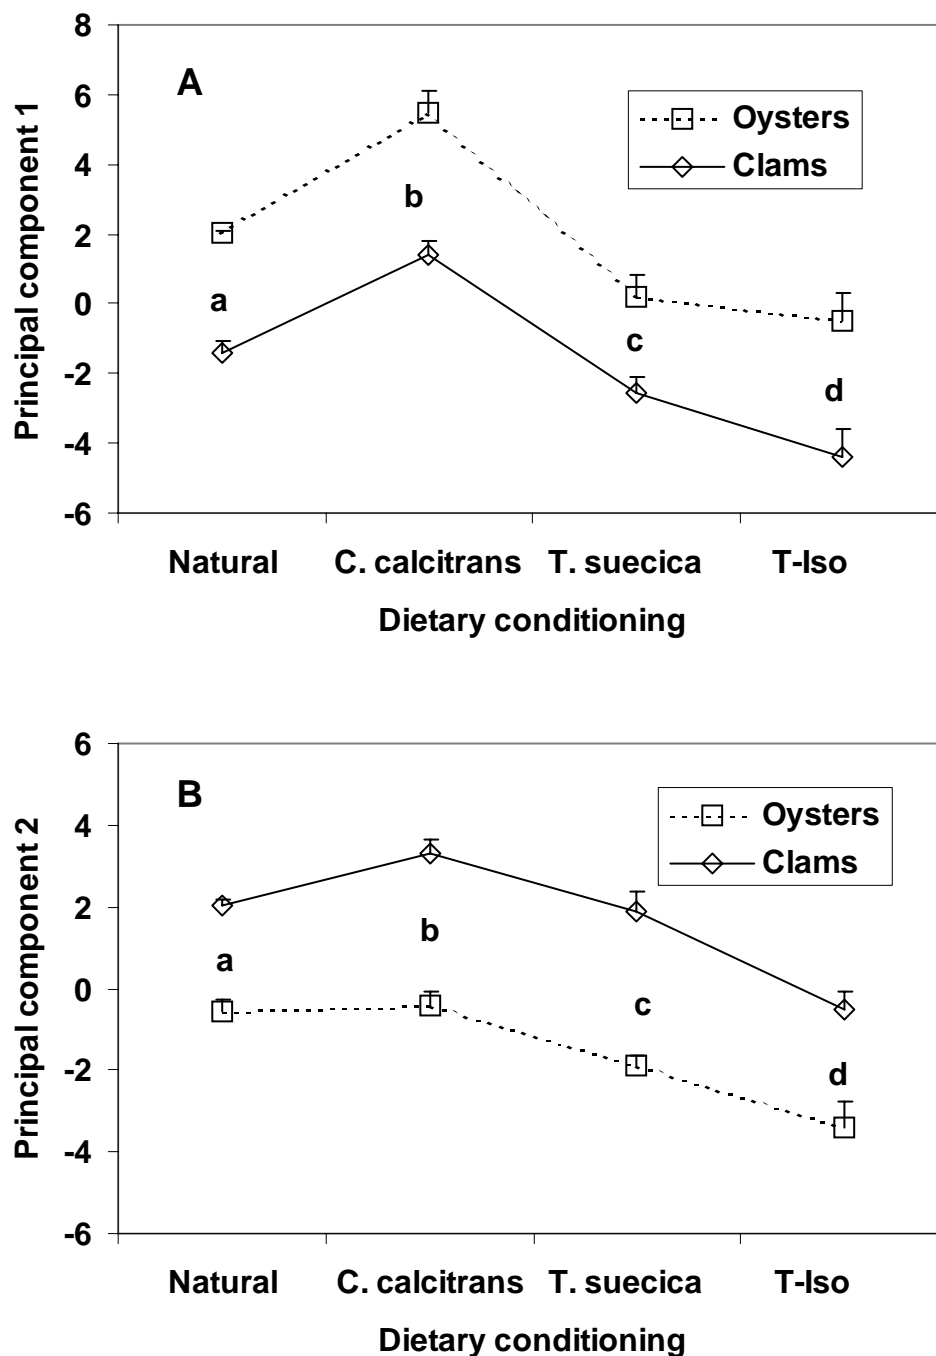 8
A
6
Oysters
Clams
4
b
2
a
0
c
-2
d
-4
-6
Principal component 1
Natural C. calcitrans T. suecica T-Iso
Dietary conditioning
6
B
Oysters
4
Clams
2
b
a
0
c
-2
d
-4
-6
Principal component 2
Natural C. calcitrans T. suecica T-Iso
Dietary conditioning